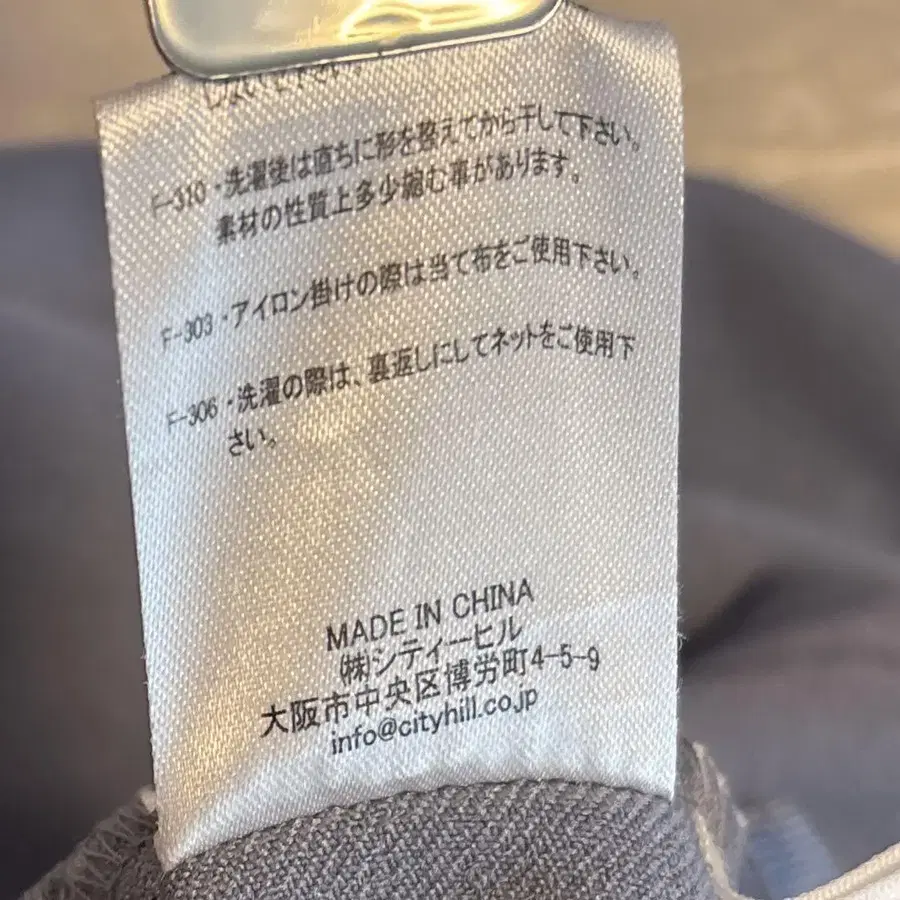 F-310・洗濯後は直ちに形を整えてから干して下さい。
素材の性質上多少縮む事があります。
F-303・アイロン掛けの際は当て布をご使用下さい。
F-306・洗濯の際は、裏返しにしてネットをご使用下
さい。
MADE IN CHINA
㈱シティーヒル
大阪市中央区博労町4-5-9
info@cityhill.co.jp